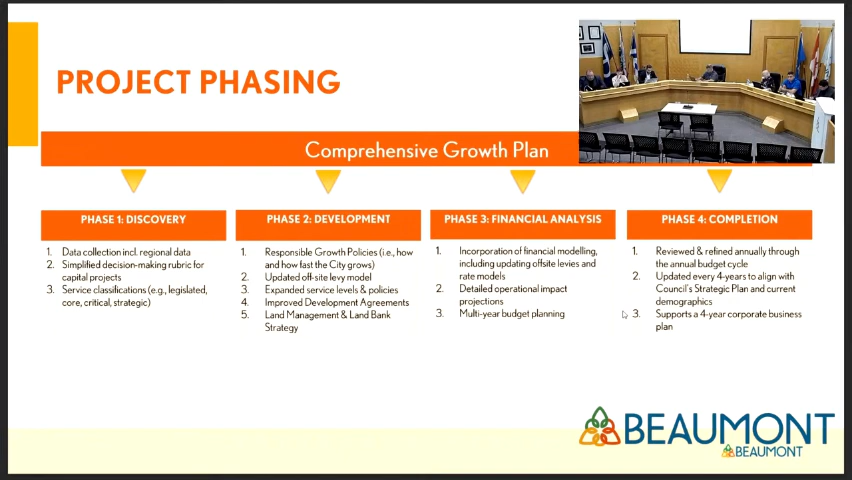 PROJECT PHASING
Comprehensive Growth Plan
PHASE 1: DISCOVERY
1. Data collection incl. regional data
2. Simplified decision-making rubric for
capital projects
3. Service classifications (e.g., legislated,
core, critical, strategic)
PHASE 2: DEVELOPMENT
1. Responsible Growth Policies (i.e., how
and how fast the City grows)
2. Updated off-site levy model
3. Expanded service levels & policies
4. Improved Development Agreements
5. Land Management & Land Bank
Strategy
PHASE 3: FINANCIAL ANALYSIS
1. Incorporation of financial modelling,
including updating offsite levies and
rate models
2. Detailed operational impact
projections
3. Multi-year budget planning
PHASE 4: COMPLETION
1. Reviewed & refined annually through
the annual budget cycle
2. Updated every 4-years to align with
Council's Strategic Plan and current
demographics
3. Supports a 4-year corporate business
plan
BEAUMONT
BEAUMONT